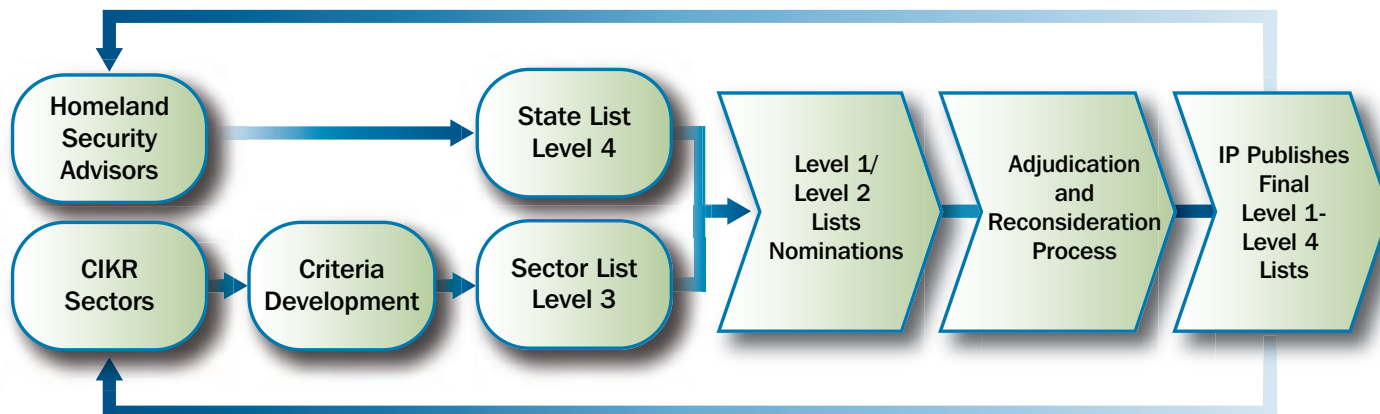 Homeland
Security
Advisors
State List
Level 4
CIKR
Sectors
Criteria
Development
Sector List
Level 3
Level 1/
Level 2
Lists
Nominations
Adjudication
and
Reconsideration
Process
IP Publishes
Final
Level 1-
Level 4
Lists